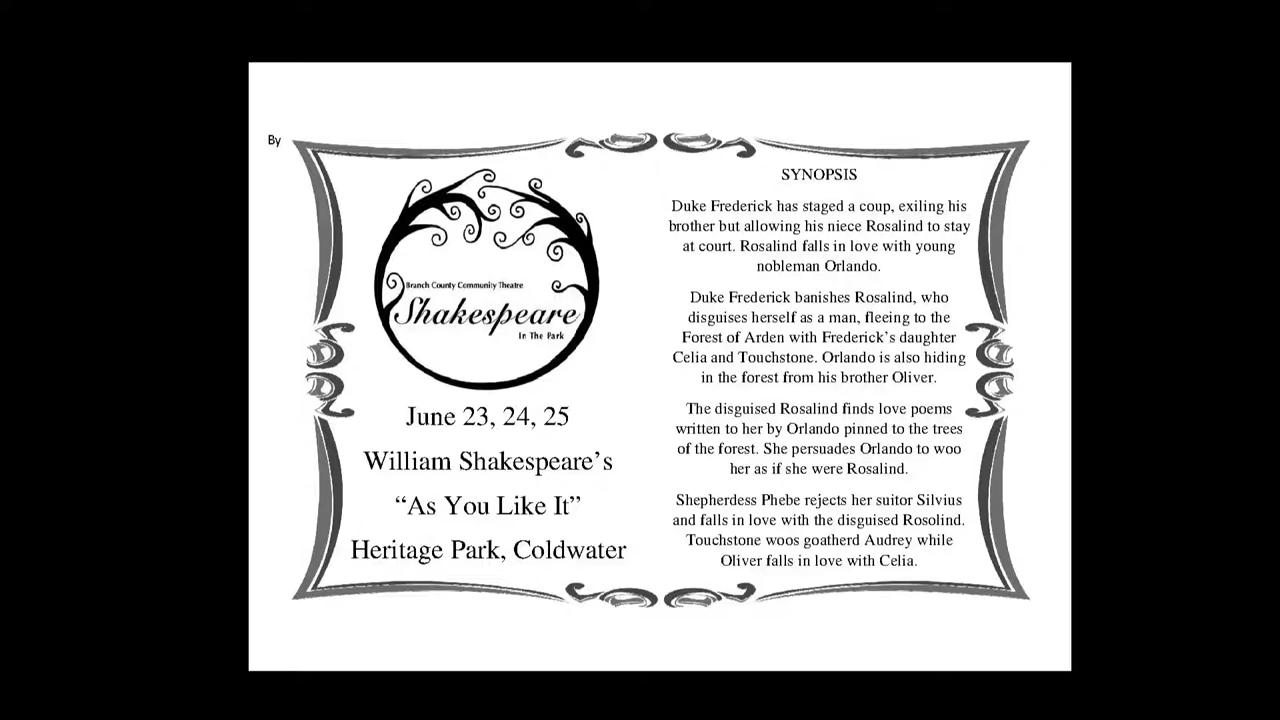 By
Branch County Community Theatre
Shakespeare
In The Park
June 23, 24, 25
William Shakespeare’s
“As You Like It”
Heritage Park, Coldwater
SYNOPSIS
Duke Frederick has staged a coup, exiling his
brother but allowing his niece Rosalind to stay
at court. Rosalind falls in love with young
nobleman Orlando.
Duke Frederick banishes Rosalind, who
disguises herself as a man, fleeing to the
Forest of Arden with Frederick’s daughter
Celia and Touchstone. Orlando is also hiding
in the forest from his brother Oliver.
The disguised Rosalind finds love poems
written to her by Orlando pinned to the trees
of the forest. She persuades Orlando to woo
her as if she were Rosalind.
Shepherdess Phebe rejects her suitor Silvius
and falls in love with the disguised Rosolind.
Touchstone woos goatherd Audrey while
Oliver falls in love with Celia.